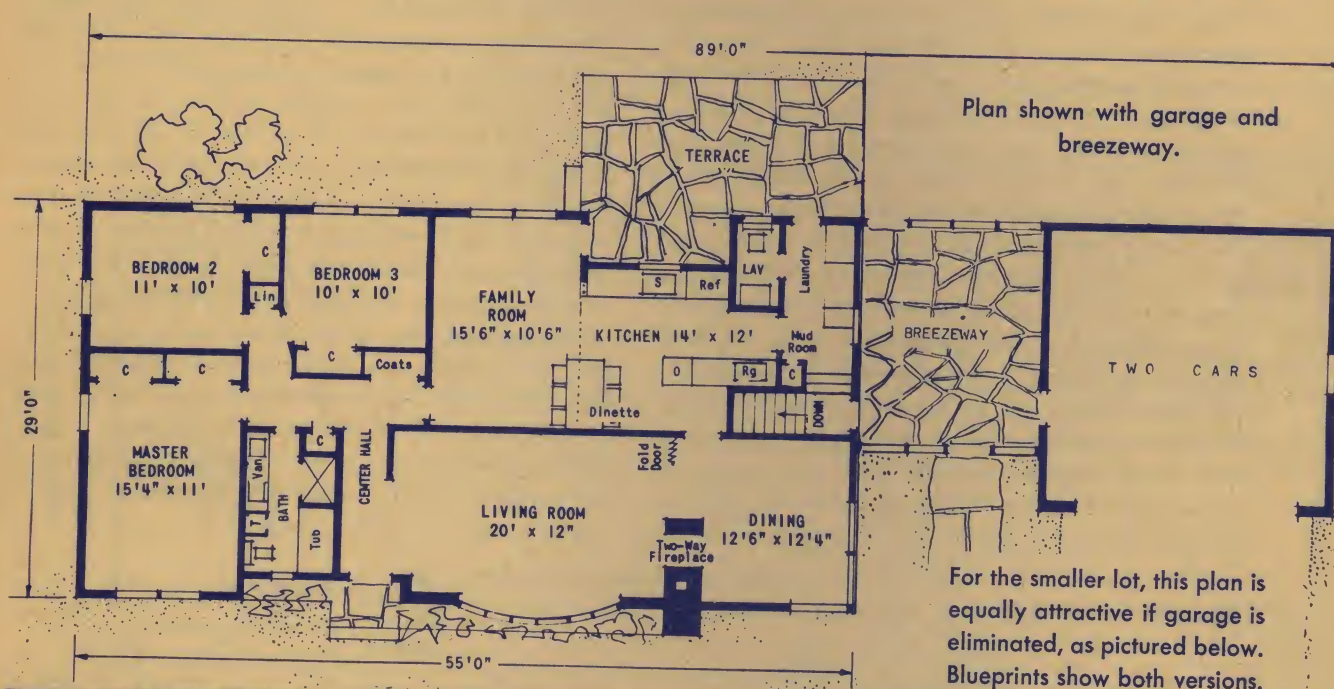 89'0"
Plan shown with garage and
breezeway.
TERRACE
BEDROOM 2
11' x 10'
C
Lin
BEDROOM 3
10' x 10'
C
Coats
FAMILY
ROOM
15'6" x 10'6"
S
Ref
LAV
Laundry
KITCHEN 14' x 12'
Mud
Room
O
Rg
C
Dinette
DOWN
BREEZEWAY
TWO CARS
29'0"
C
C
MASTER
BEDROOM
15'4" x 11'
Van
BATH
T
C
Tub
CENTER HALL
Fold
Door
LIVING ROOM
20' x 12"
Two-Way
Fireplace
DINING
12'6" x 12'4"
For the smaller lot, this plan is
equally attractive if garage is
eliminated, as pictured below.
Blueprints show both versions.
55'0"